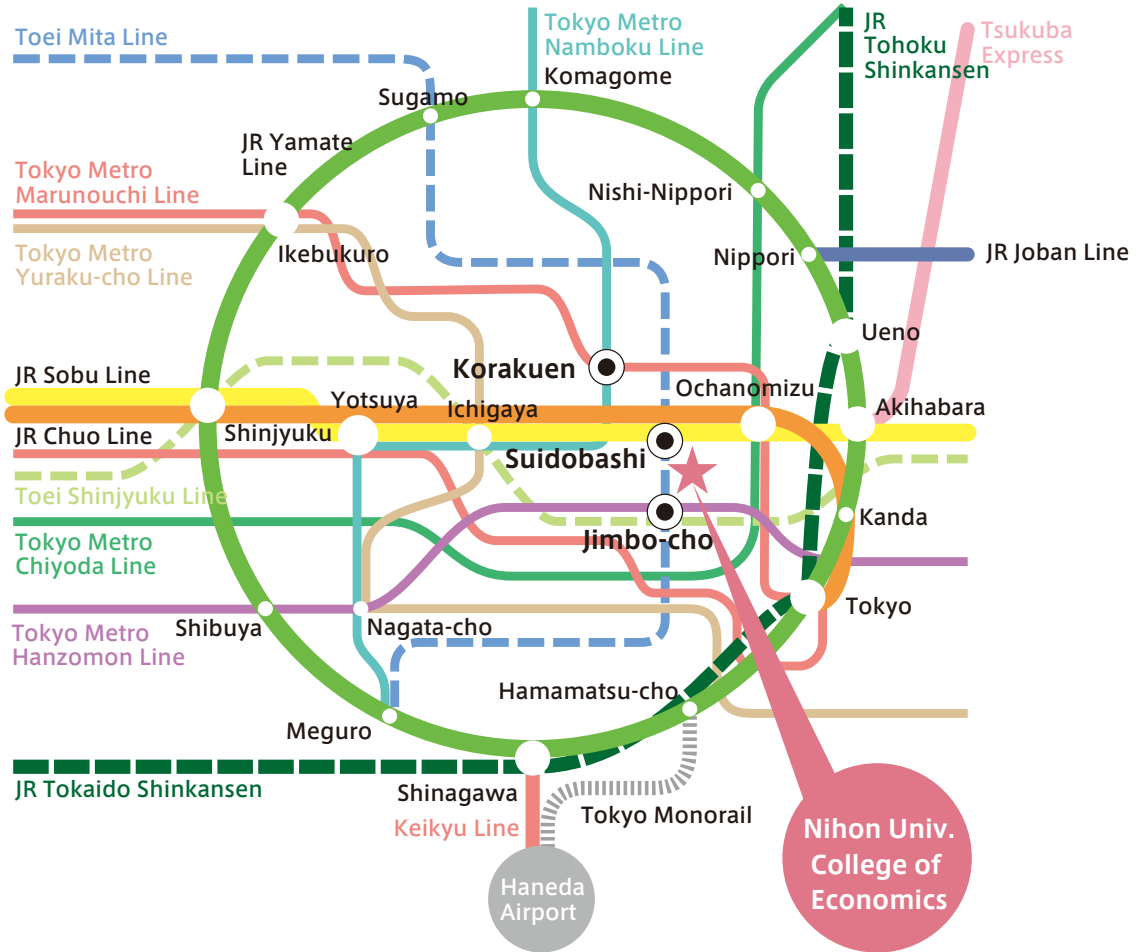 Toei Mita Line
Tokyo Metro
Namboku Line
JR
Tohoku
Shinkansen
Tsukuba
Express
Komagome
Sugamo
JR Yamate
Line
Tokyo Metro
Marunouchi Line
Nishi-Nippori
Tokyo Metro
Yuraku-cho Line
Ikebukuro
Nippori
JR Joban Line
Ueno
JR Sobu Line
Korakuen
Yotsuya
Ichigaya
Ochanomizu
Akihabara
JR Chuo Line
Shinjyuku
Suidobashi
Toei Shinjyuku Line
Kanda
Tokyo Metro
Chiyoda Line
Jimbo-cho
Tokyo
Tokyo Metro
Hanzomon Line
Shibuya
Nagata-cho
Hamamatsu-cho
Meguro
JR Tokaido Shinkansen
Shinagawa
Keikyu Line
Tokyo Monorail
Haneda
Airport
Nihon Univ.
College of
Economics